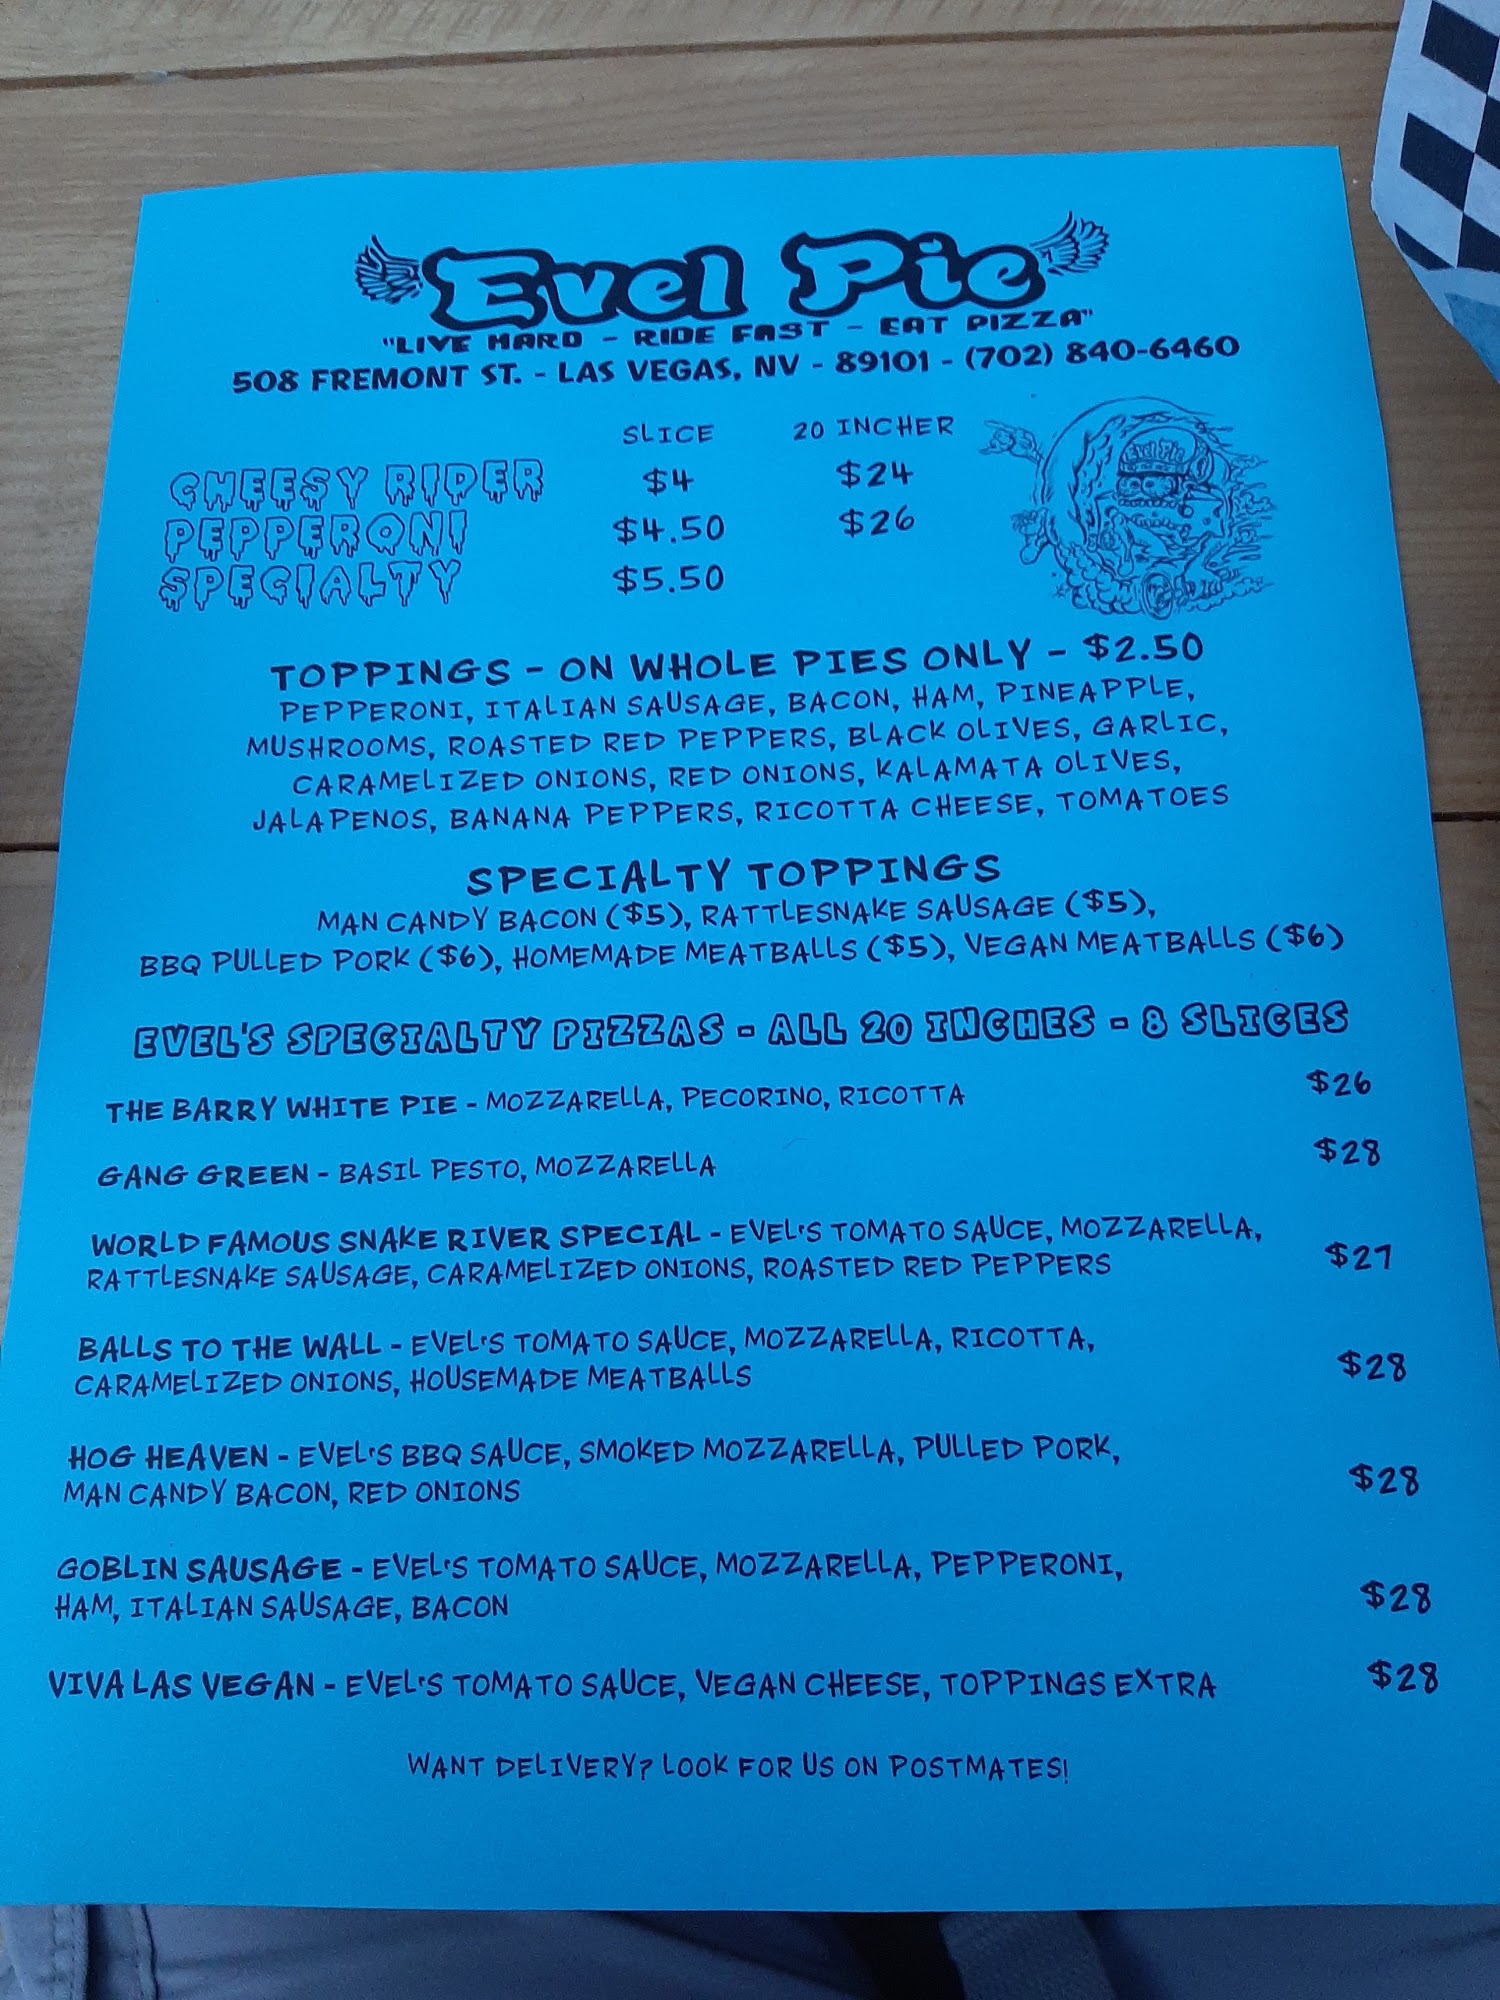 Evel Pie
"LIVE HARD - RIDE FAST - EAT PIZZA"
508 FREMONT ST. - LAS VEGAS, NV - 89101 - (702) 840-6460
SLICE 20 INCHER
CHEESY RIDER $4 $24
PEPPERONI $4.50 $26
SPECIALTY $5.50
Evel Pie
TOPPINGS - ON WHOLE PIES ONLY - $2.50
PEPPERONI, ITALIAN SAUSAGE, BACON, HAM, PINEAPPLE,
MUSHROOMS, ROASTED RED PEPPERS, BLACK OLIVES, GARLIC,
CARAMELIZED ONIONS, RED ONIONS, KALAMATA OLIVES,
JALAPENOS, BANANA PEPPERS, RICOTTA CHEESE, TOMATOES
SPECIALTY TOPPINGS
MAN CANDY BACON ($5), RATTLESNAKE SAUSAGE ($5),
BBQ PULLED PORK ($6), HOMEMADE MEATBALLS ($5), VEGAN MEATBALLS ($6)
EVEL'S SPECIALTY PIZZAS - ALL 20 INCHES - 8 SLICES
THE BARRY WHITE PIE - MOZZARELLA, PECORINO, RICOTTA $26
GANG GREEN - BASIL PESTO, MOZZARELLA $28
WORLD FAMOUS SNAKE RIVER SPECIAL - EVEL'S TOMATO SAUCE, MOZZARELLA,
RATTLESNAKE SAUSAGE, CARAMELIZED ONIONS, ROASTED RED PEPPERS $27
BALLS TO THE WALL - EVEL'S TOMATO SAUCE, MOZZARELLA, RICOTTA,
CARAMELIZED ONIONS, HOUSEMADE MEATBALLS $28
HOG HEAVEN - EVEL'S BBQ SAUCE, SMOKED MOZZARELLA, PULLED PORK,
MAN CANDY BACON, RED ONIONS $28
GOBLIN SAUSAGE - EVEL'S TOMATO SAUCE, MOZZARELLA, PEPPERONI,
HAM, ITALIAN SAUSAGE, BACON $28
VIVA LAS VEGAN - EVEL'S TOMATO SAUCE, VEGAN CHEESE, TOPPINGS EXTRA $28
WANT DELIVERY? LOOK FOR US ON POSTMATES!